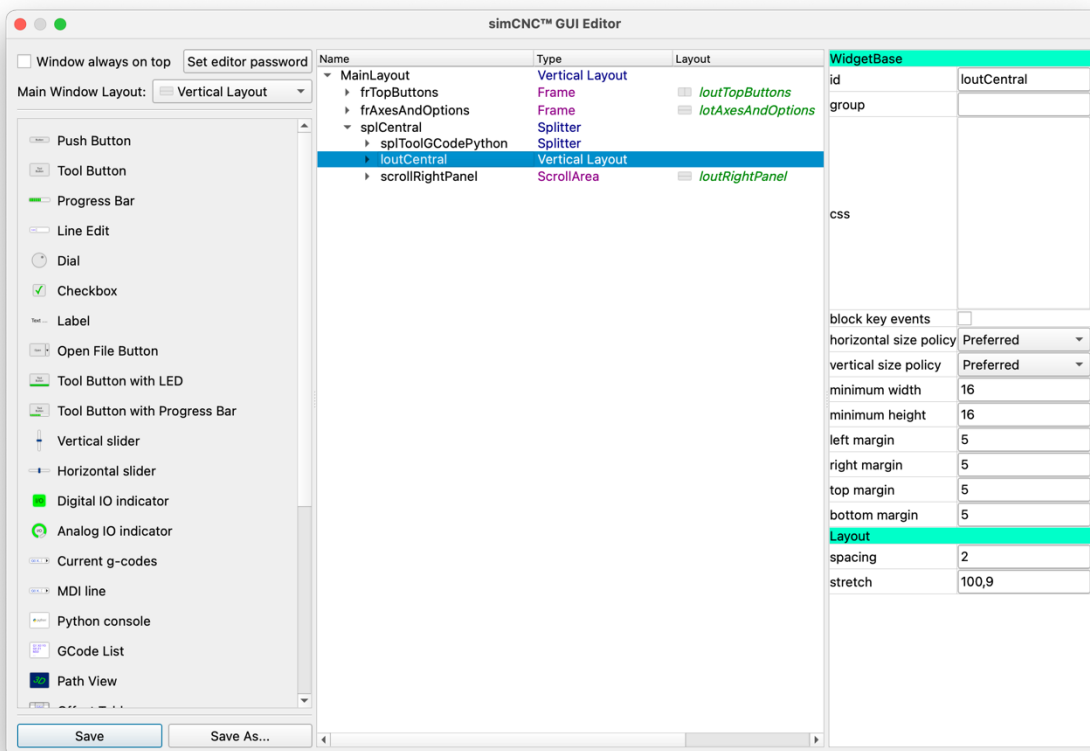 simCNC™ GUI Editor
Window always on top
Set editor password
Main Window Layout:
Vertical Layout
Push Button
Tool Button
Progress Bar
Line Edit
Dial
Checkbox
Label
Open File Button
Tool Button with LED
Tool Button with Progress Bar
Vertical slider
Horizontal slider
Digital IO indicator
Analog IO indicator
Current g-codes
MDI line
Python console
GCode List
Path View
Save
Save As...
Name Type Layout
MainLayout Vertical Layout
frTopButtons Frame loutTopButtons
frAxesAndOptions Frame lotAxesAndOptions
splCentral Splitter
splToolGCodePython Splitter
loutCentral Vertical Layout
scrollRightPanel ScrollArea loutRightPanel
WidgetBase
id loutCentral
group
css
block key events
horizontal size policy Preferred
vertical size policy Preferred
minimum width 16
minimum height 16
left margin 5
right margin 5
top margin 5
bottom margin 5
Layout
spacing 2
stretch 100,9